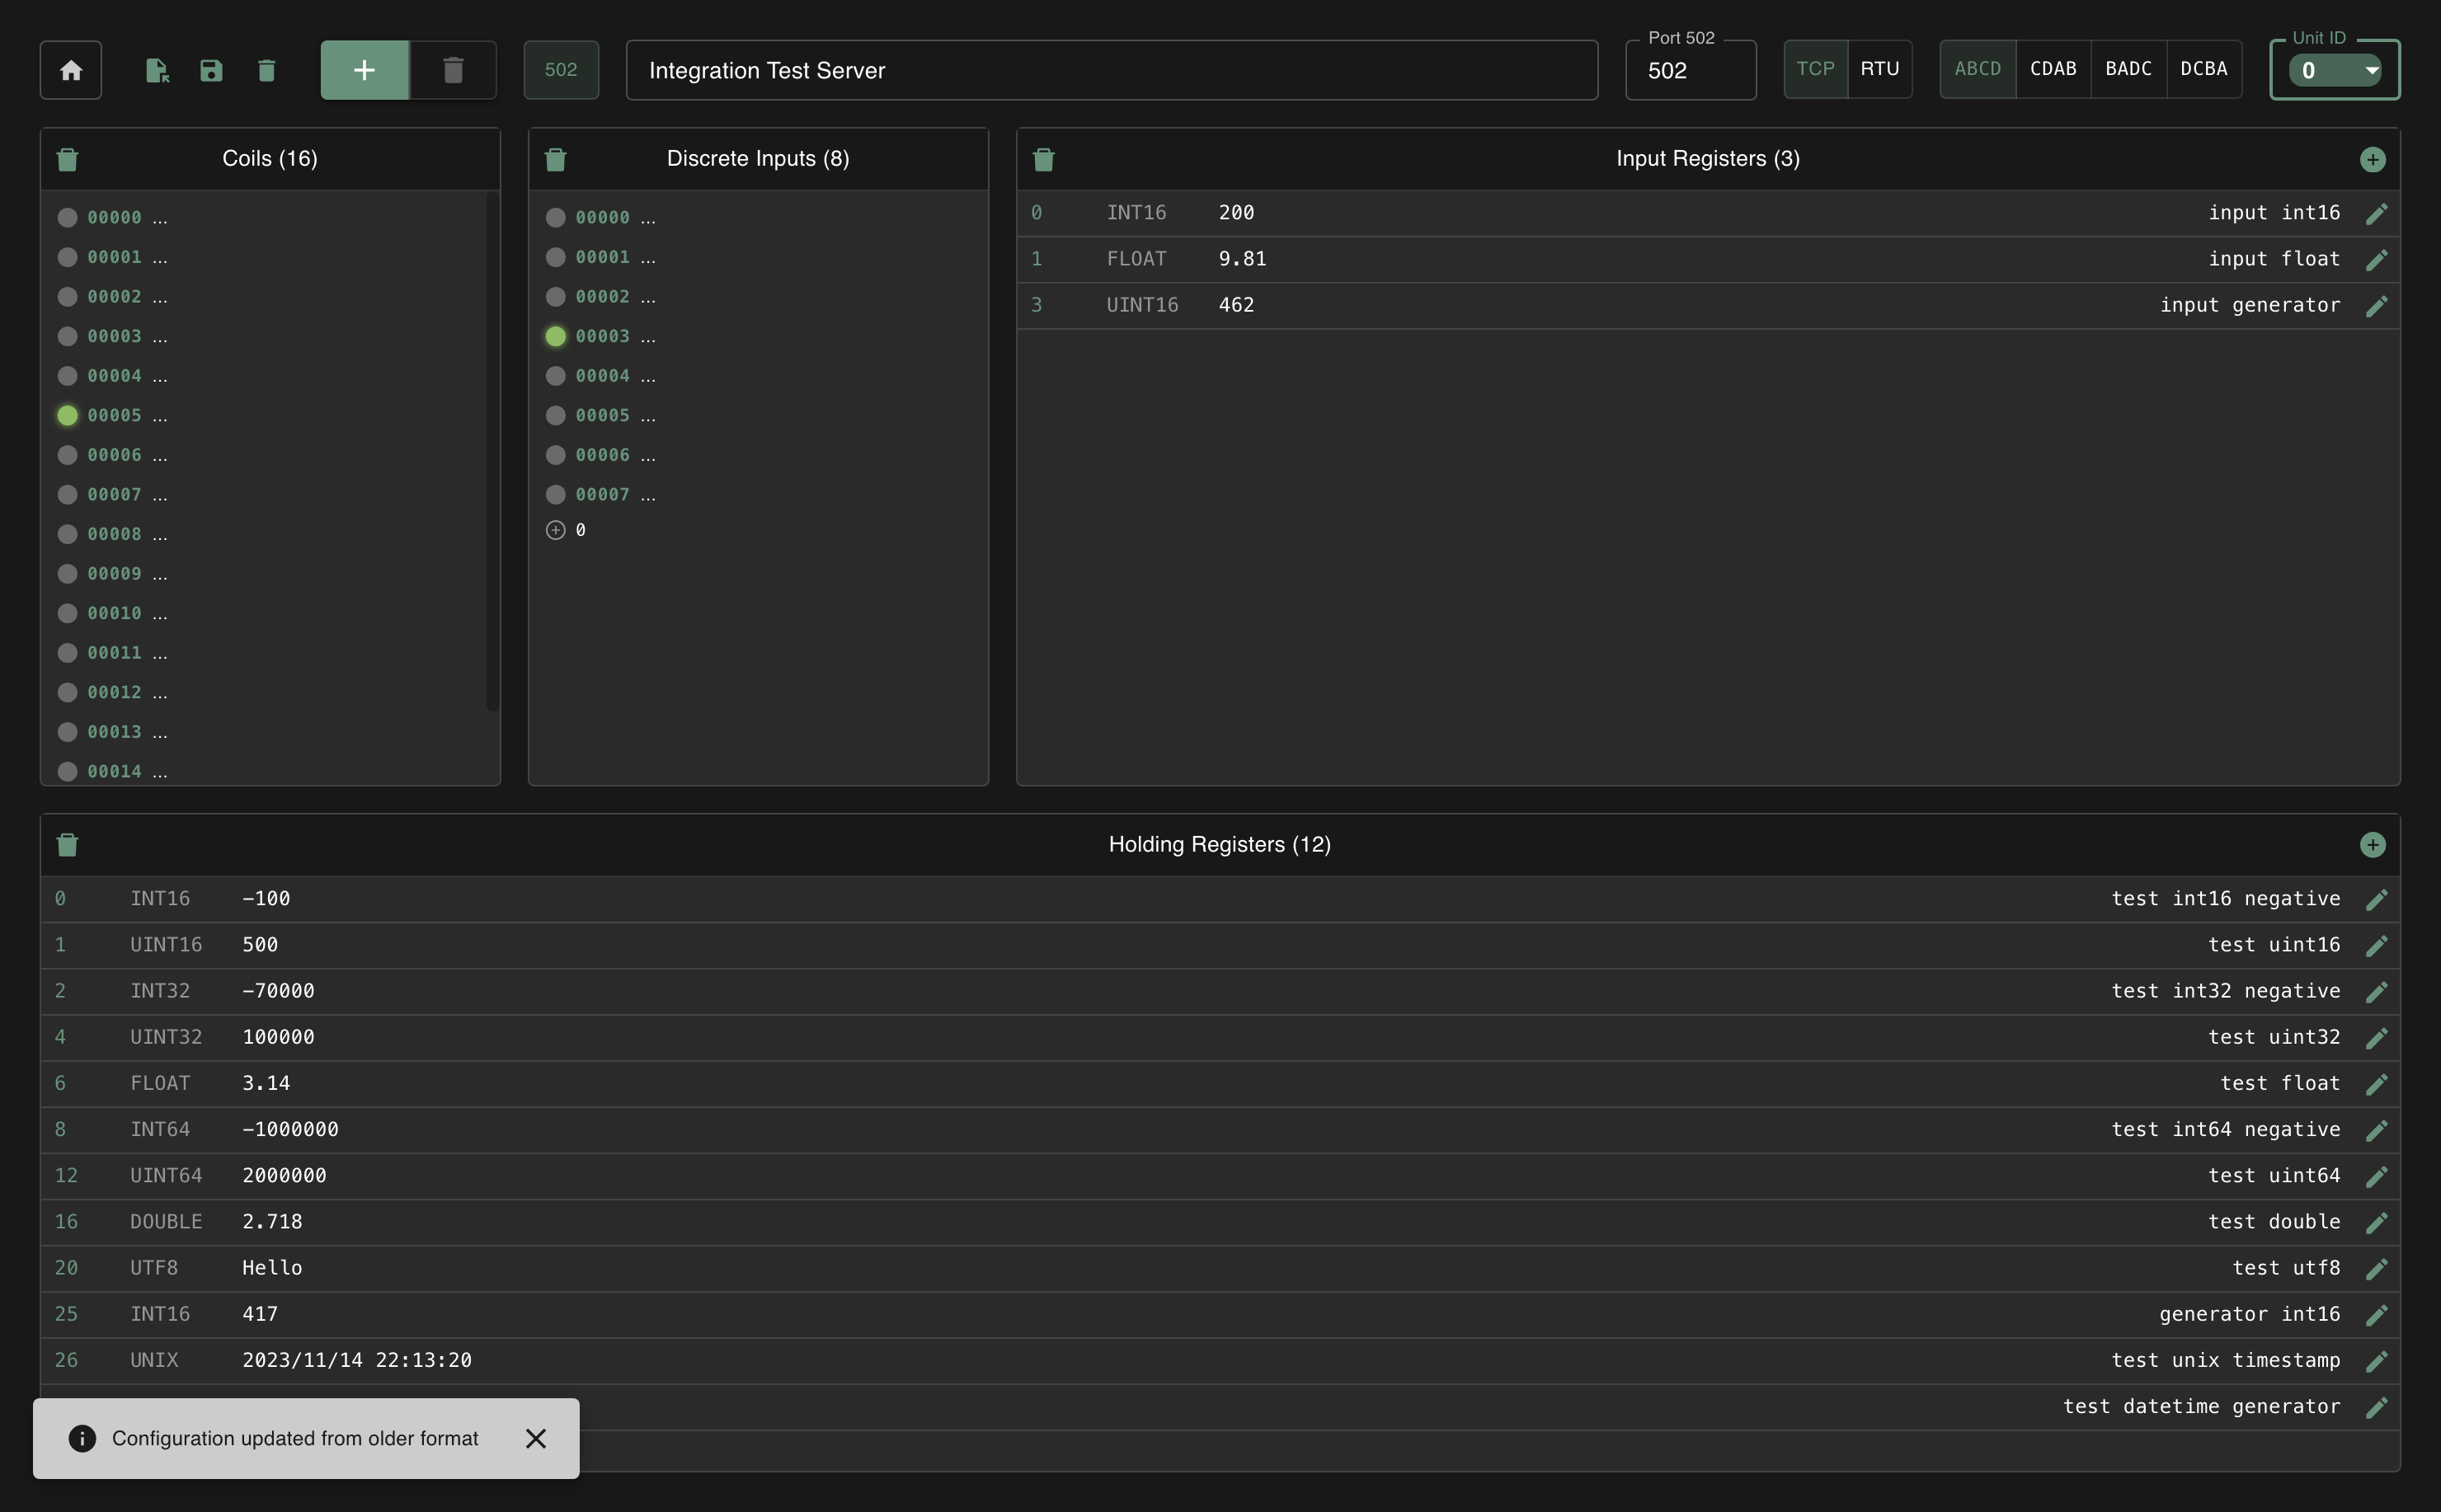 502
Integration Test Server
Port 502
502
TCP RTU
ABCD CDAB BADC DCBA
Unit ID
0
Coils (16)
00000 ...
00001 ...
00002 ...
00003 ...
00004 ...
00005 ...
00006 ...
00007 ...
00008 ...
00009 ...
00010 ...
00011 ...
00012 ...
00013 ...
00014 ...
Discrete Inputs (8)
00000 ...
00001 ...
00002 ...
00003 ...
00004 ...
00005 ...
00006 ...
00007 ...
0
Input Registers (3)
0 INT16 200 input int16
1 FLOAT 9.81 input float
3 UINT16 462 input generator
Holding Registers (12)
0 INT16 -100 test int16 negative
1 UINT16 500 test uint16
2 INT32 -70000 test int32 negative
4 UINT32 100000 test uint32
6 FLOAT 3.14 test float
8 INT64 -1000000 test int64 negative
12 UINT64 2000000 test uint64
16 DOUBLE 2.718 test double
20 UTF8 Hello test utf8
25 INT16 417 generator int16
26 UNIX 2023/11/14 22:13:20 test unix timestamp
test datetime generator
Configuration updated from older format